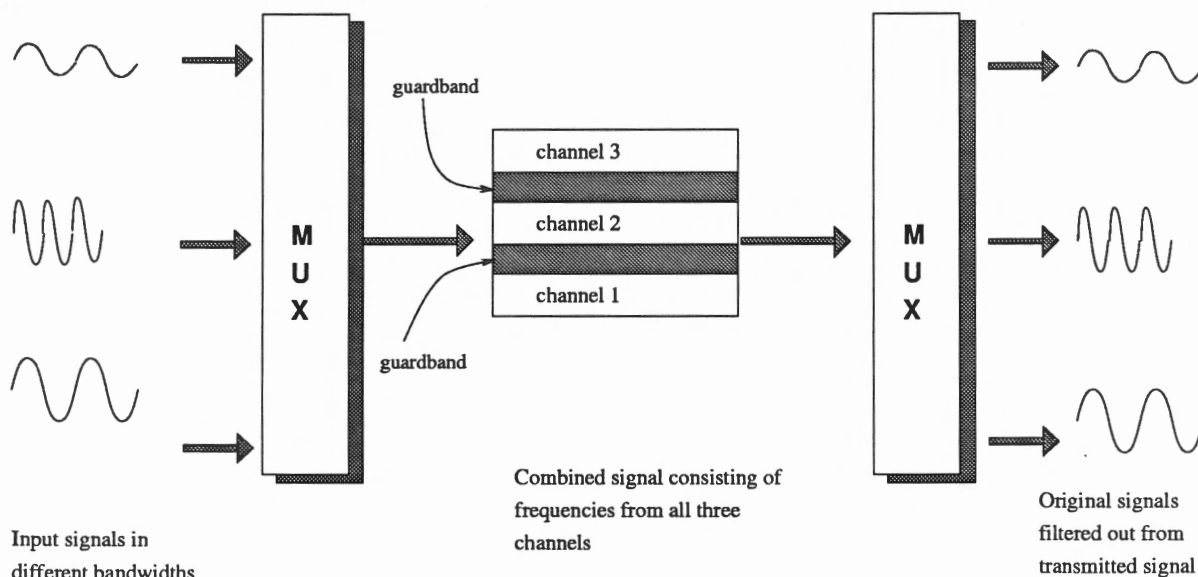 guardband
channel 3
channel 2
channel 1
guardband
M
U
X
M
U
X
Input signals in
different bandwidths
Combined signal consisting of
frequencies from all three
channels
Original signals
filtered out from
transmitted signal